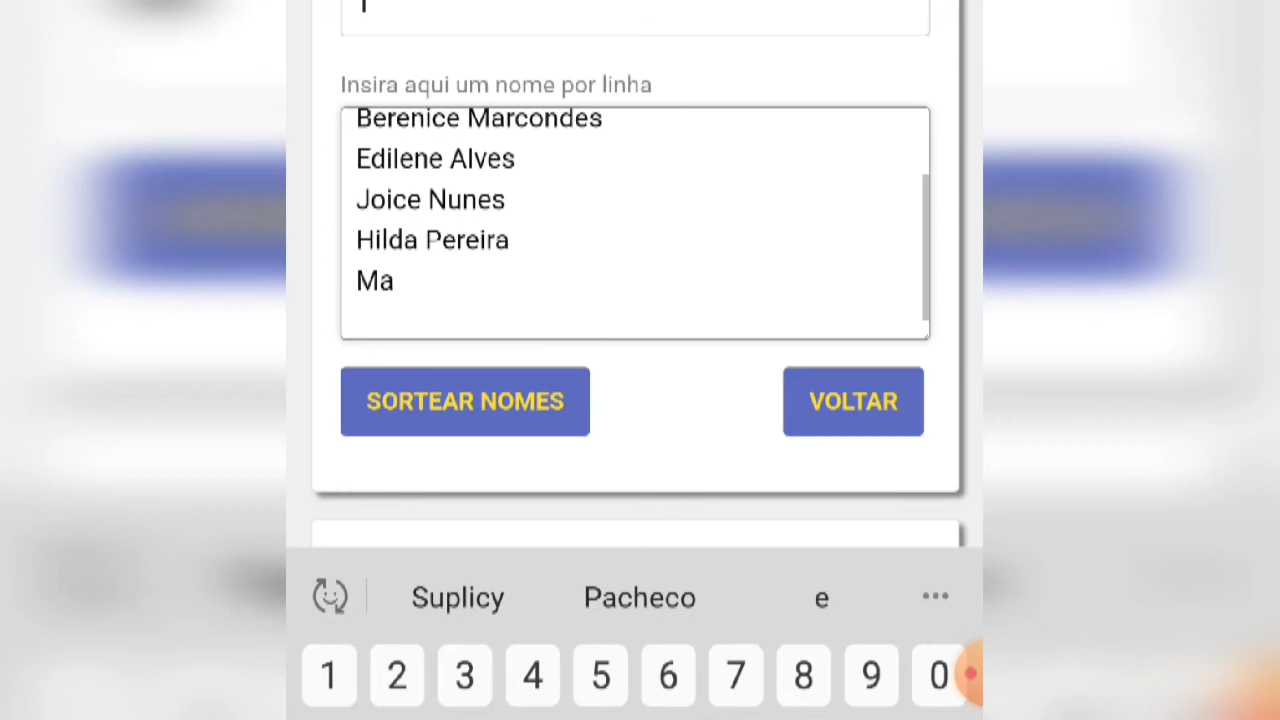 Insira aqui um nome por linha
Berenice Marcondes
Edilene Alves
Joice Nunes
Hilda Pereira
Ma
SORTEAR NOMES VOLTAR
Suplicy Pacheco e
1 2 3 4 5 6 7 8 9 0